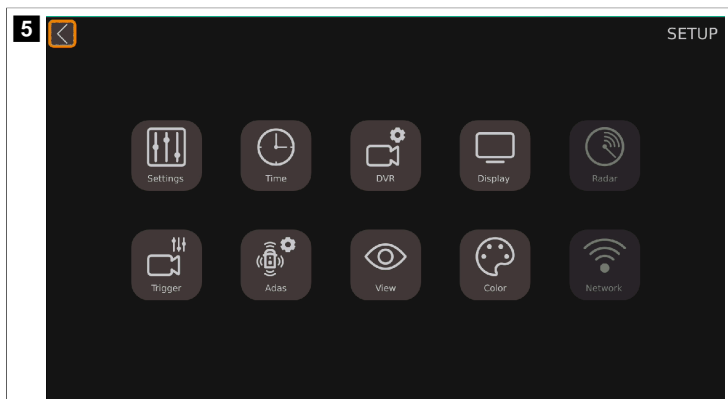 5
SETUP
Settings Time DVR Display Radar
Trigger Adas View Color Network